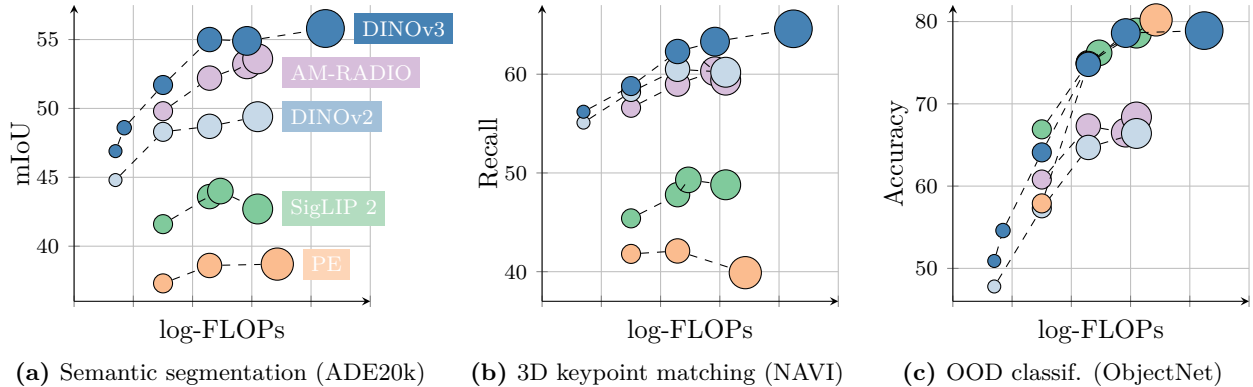 55
50
45
40
mIoU
log-FLOPs
DINOv3
AM-RADIO
DINOv2
SigLIP 2
PE
(a) Semantic segmentation (ADE20k)
60
50
40
Recall
log-FLOPs
(b) 3D keypoint matching (NAVI)
80
70
60
50
Accuracy
log-FLOPs
(c) OOD classif. (ObjectNet)